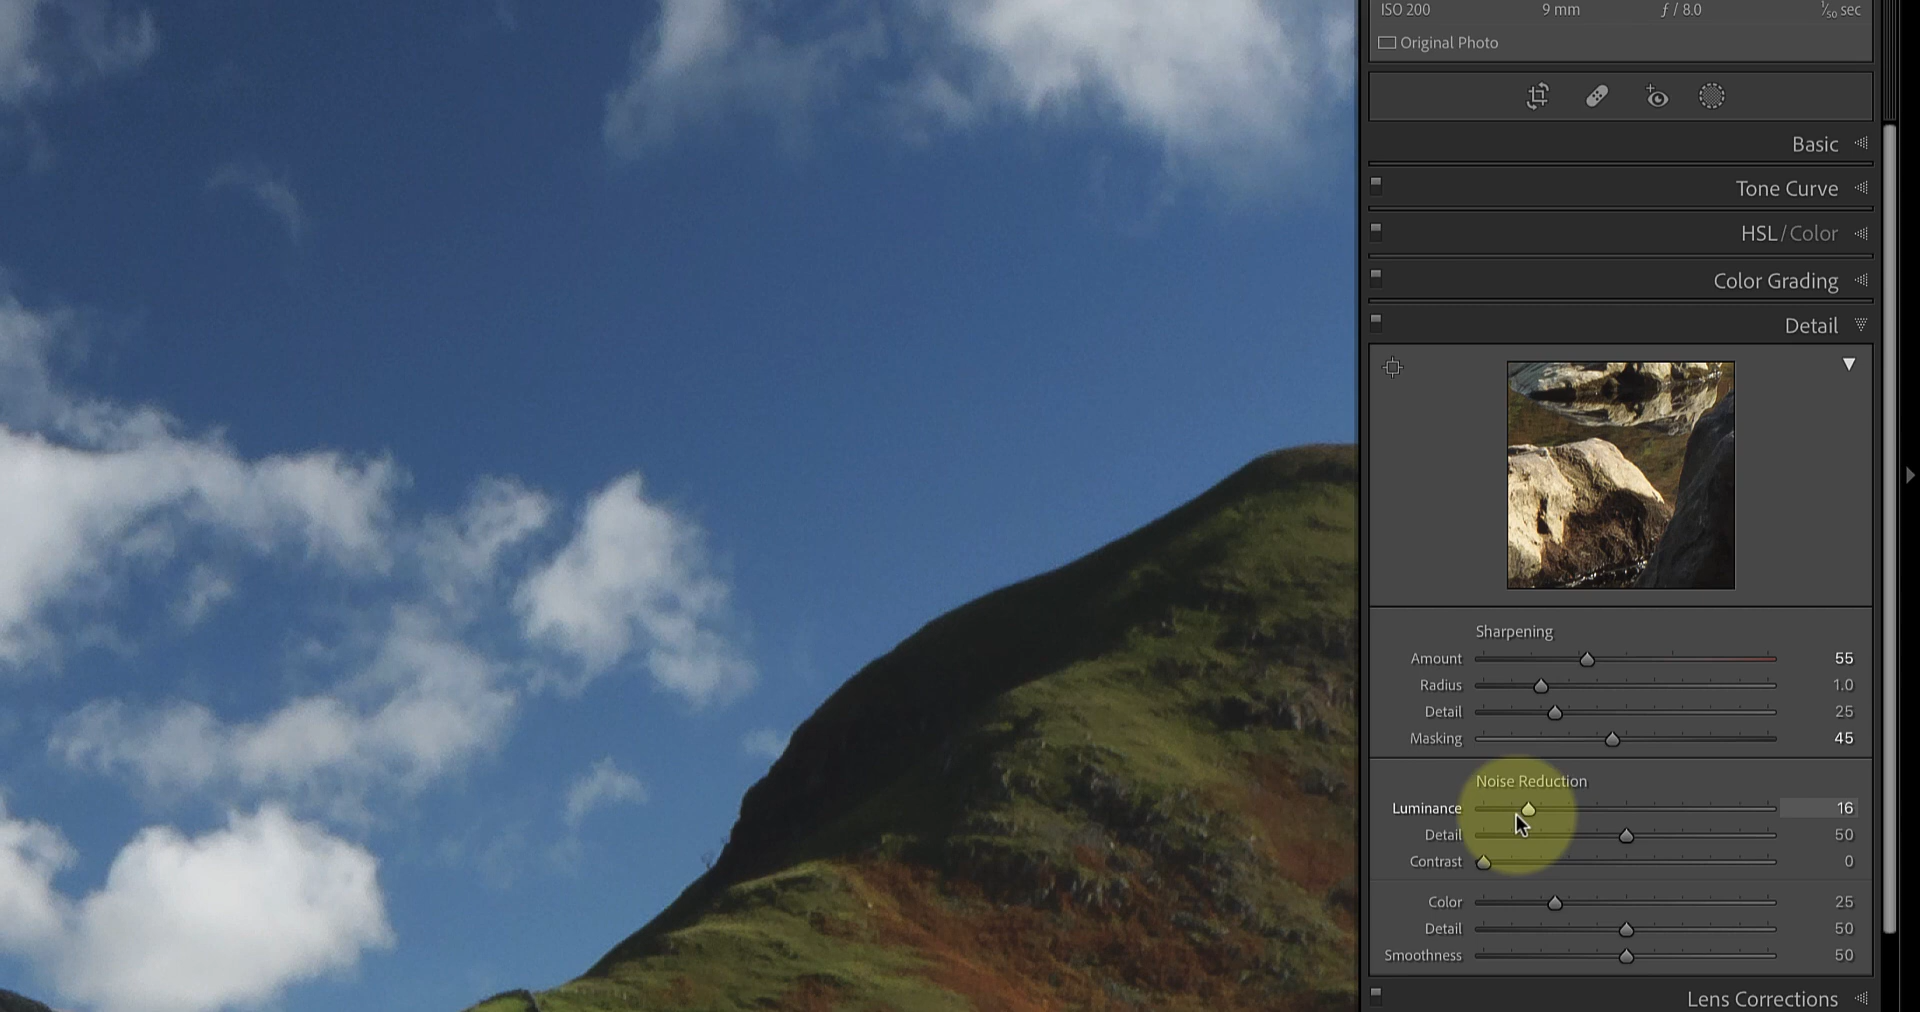 ISO 200 9 mm ƒ / 8.0 1/50 sec
Original Photo
Basic
Tone Curve
HSL / Color
Color Grading
Detail
Sharpening
Amount 55
Radius 1.0
Detail 25
Masking 45
Noise Reduction
Luminance 16
Detail 50
Contrast 0
Color 25
Detail 50
Smoothness 50
Lens Corrections